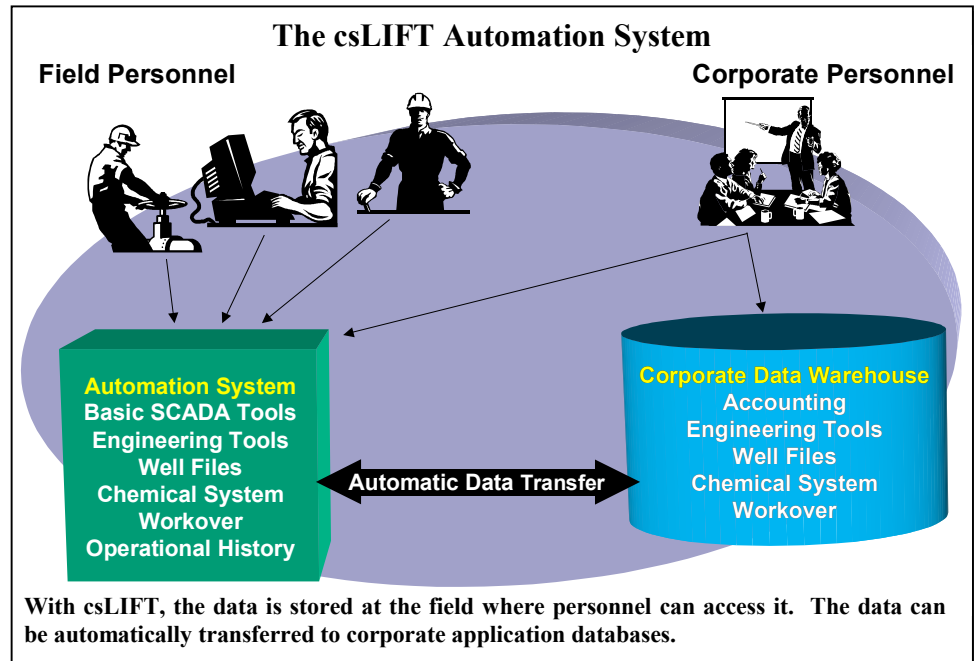 The csLIFT Automation System
Field Personnel
Corporate Personnel
Automation System
Basic SCADA Tools
Engineering Tools
Well Files
Chemical System
Workover
Operational History
Automatic Data Transfer
Corporate Data Warehouse
Accounting
Engineering Tools
Well Files
Chemical System
Workover
With csLIFT, the data is stored at the field where personnel can access it. The data can
be automatically transferred to corporate application databases.